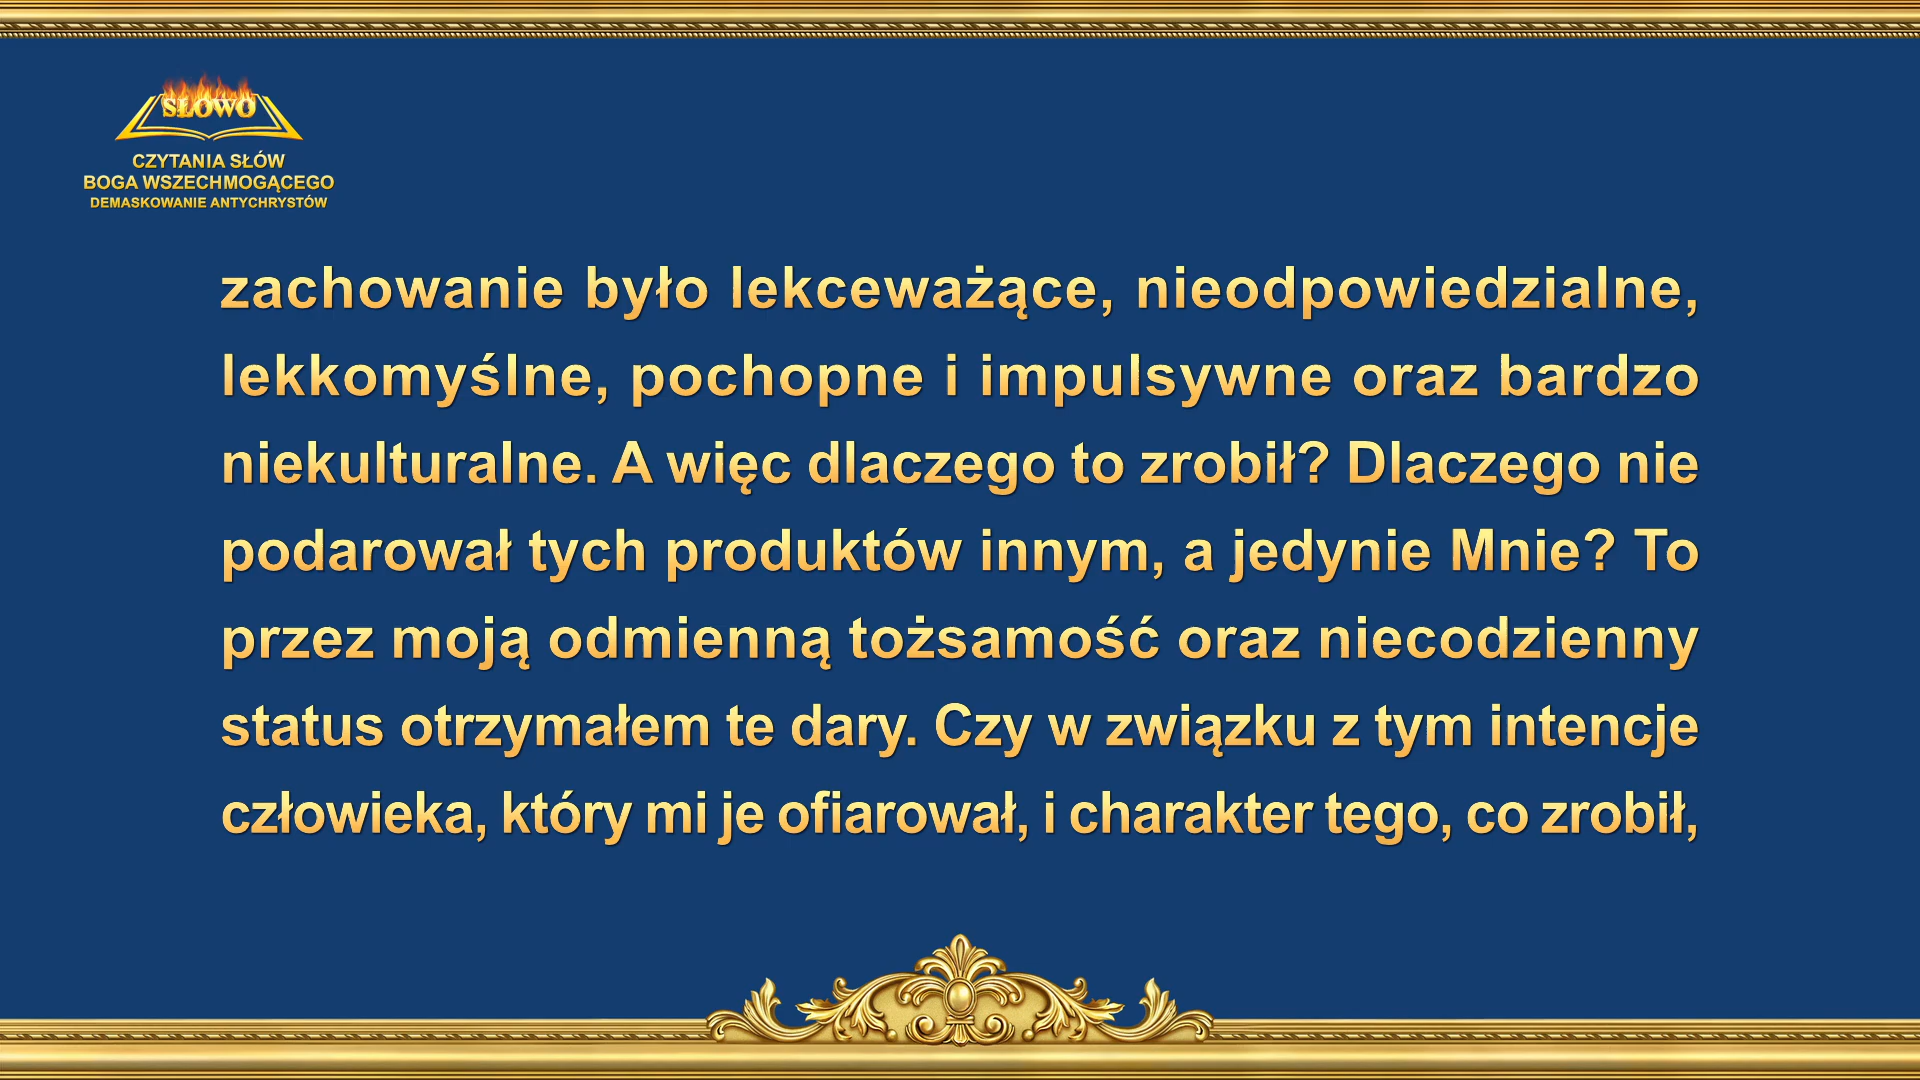 SŁOWO
CZYTANIA SŁÓW
BOGA WSZECHMOGĄCEGO
DEMASKOWANIE ANTYCHRYSTÓW
zachowanie było lekceważące, nieodpowiedzialne,
lekkomyślne, pochopne i impulsywne oraz bardzo
niekulturalne. A więc dlaczego to zrobił? Dlaczego nie
podarował tych produktów innym, a jedynie Mnie? To
przez moją odmienną tożsamość oraz niecodzienny
status otrzymałem te dary. Czy w związku z tym intencje
człowieka, który mi je ofiarował, i charakter tego, co zrobił,